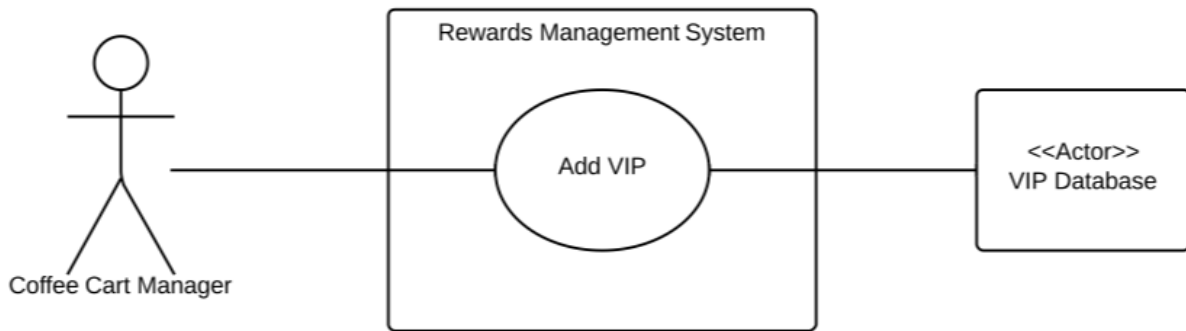 Rewards Management System
Add VIP
<<Actor>>
VIP Database
Coffee Cart Manager